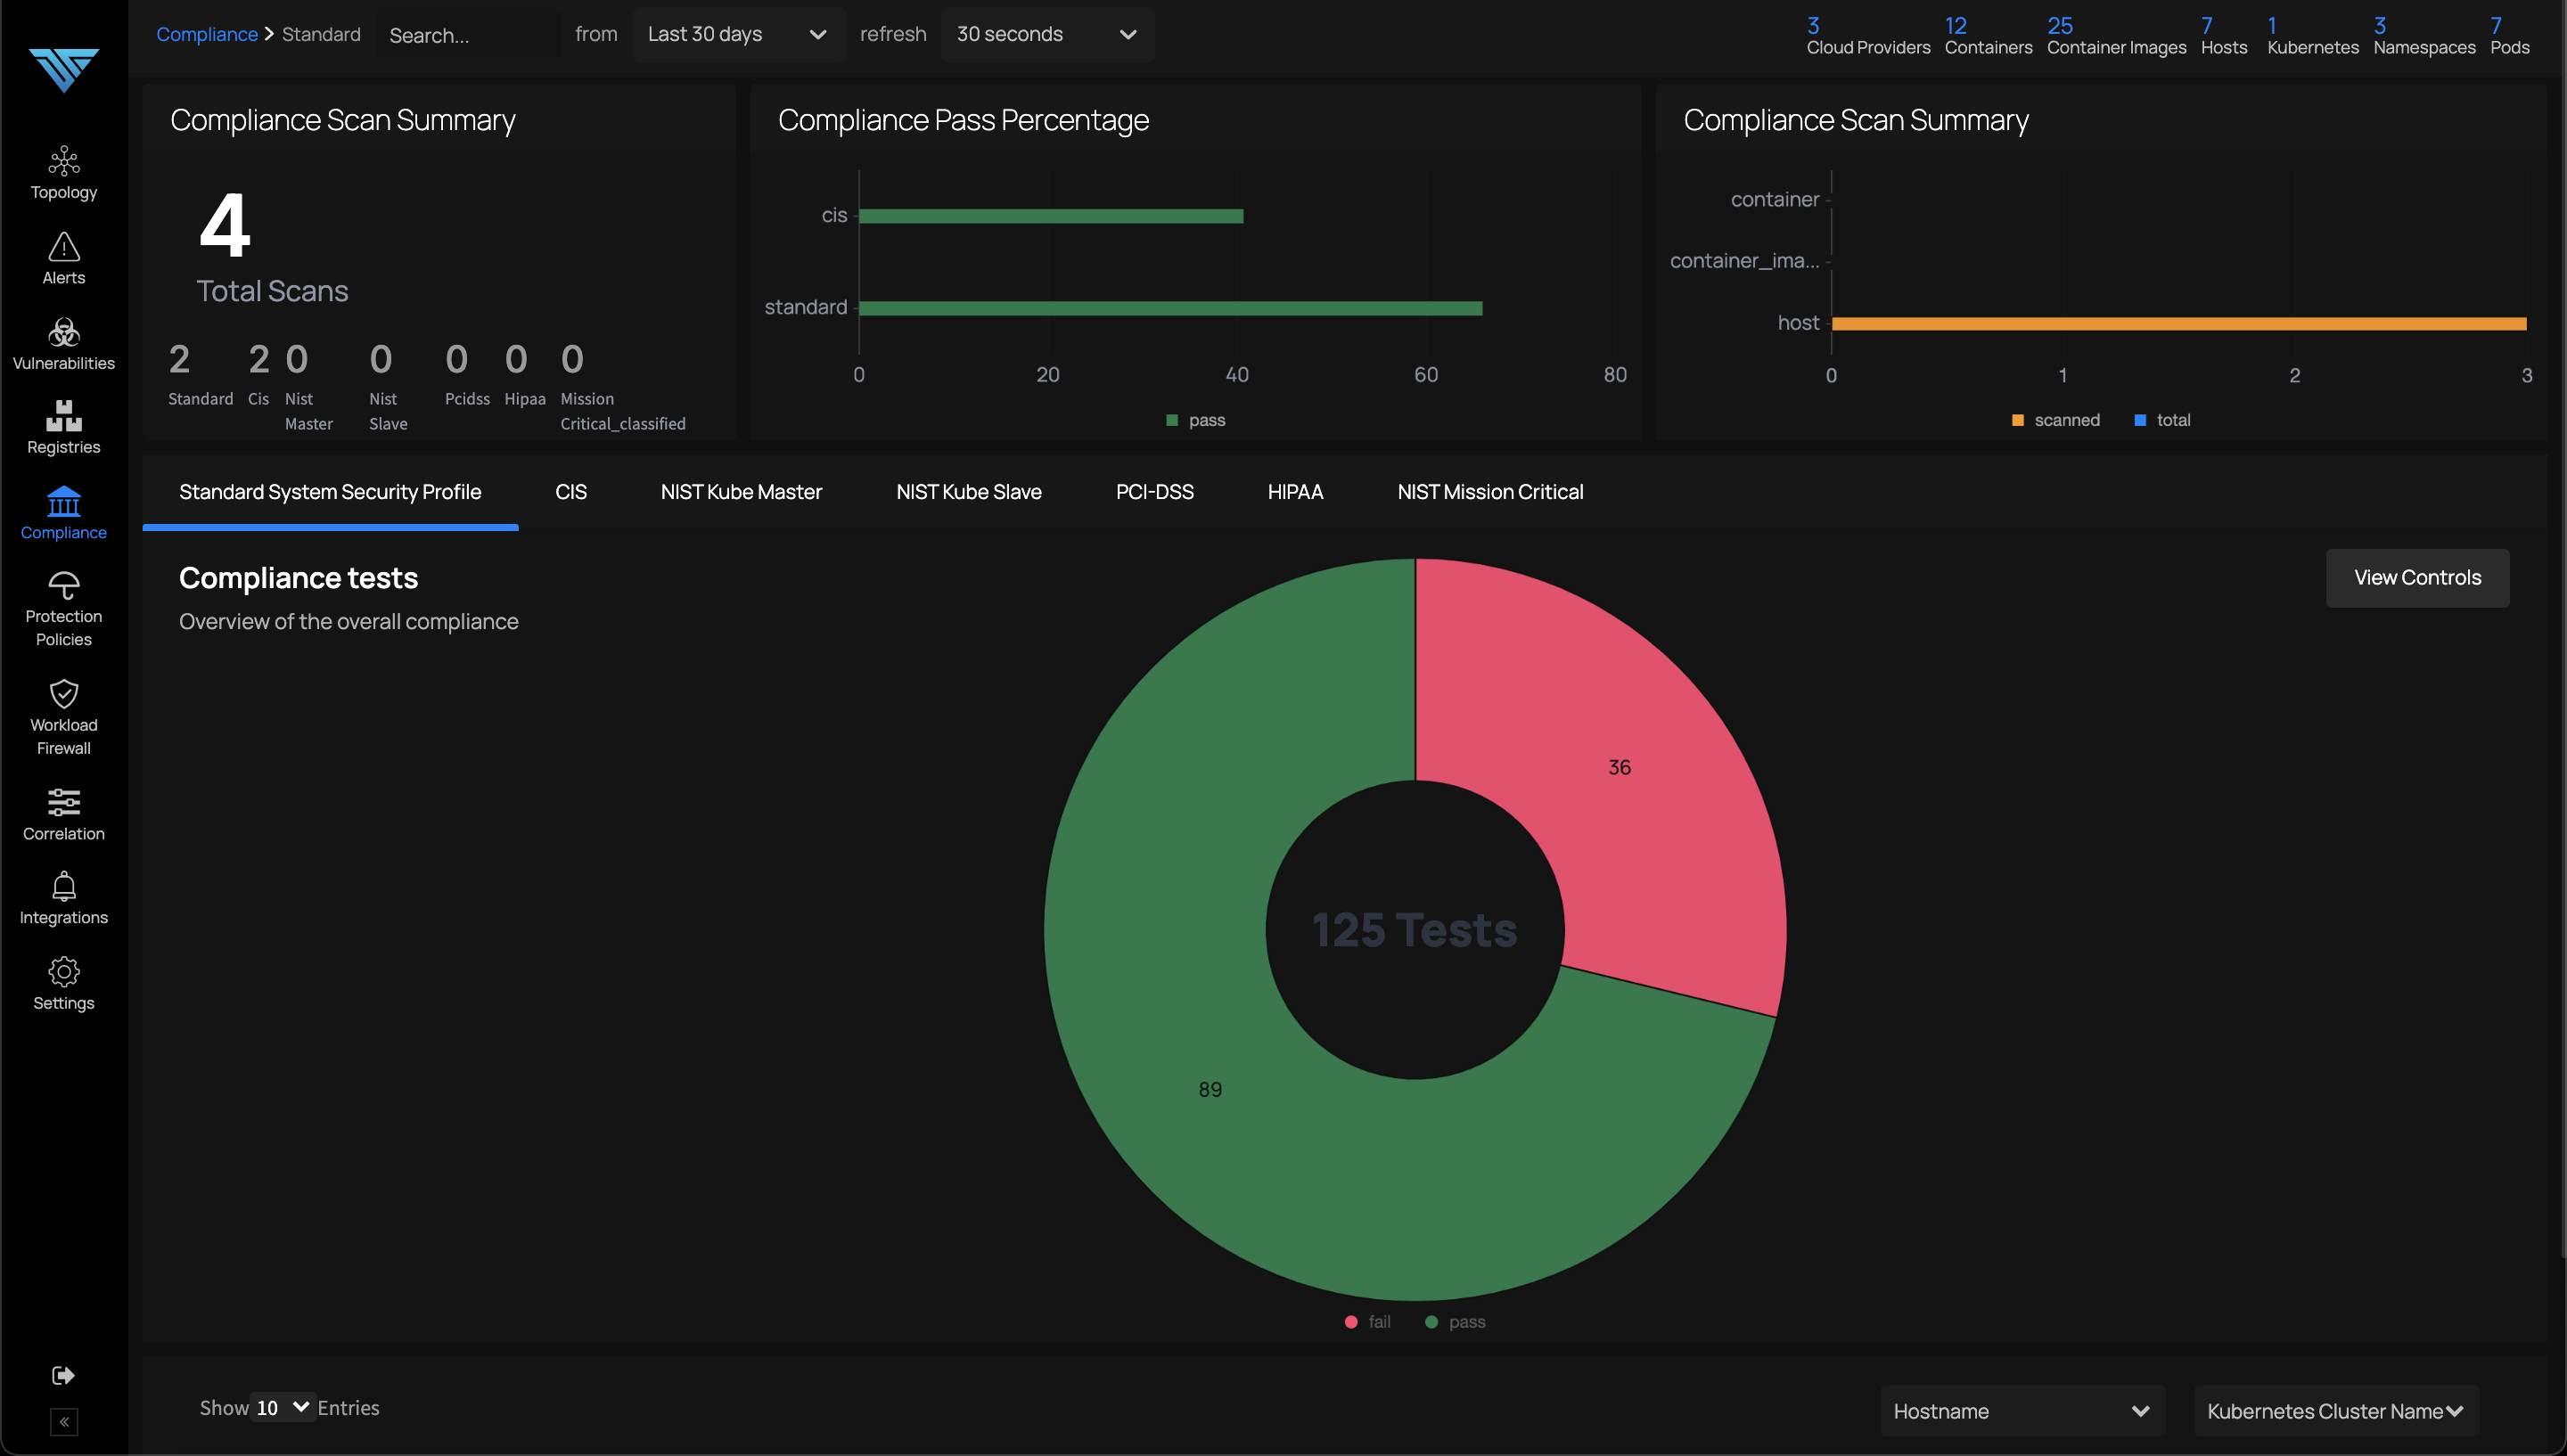 Compliance > Standard
Search...
from
Last 30 days
refresh
30 seconds
3
Cloud Providers
12
Containers
25
Container Images
7
Hosts
1
Kubernetes
3
Namespaces
7
Pods
Topology
Alerts
Vulnerabilities
Registries
Compliance
Protection
Policies
Workload
Firewall
Correlation
Integrations
Settings
Compliance Scan Summary
4
Total Scans
2
Standard
2
Cis
0
Nist
Master
0
Nist
Slave
0
Pcidss
0
Hipaa
0
Mission
Critical_classified
Compliance Pass Percentage
cis
standard
0 20 40 60 80
pass
Compliance Scan Summary
container
container_ima...
host
0 1 2 3
scanned total
Standard System Security Profile
CIS
NIST Kube Master
NIST Kube Slave
PCI-DSS
HIPAA
NIST Mission Critical
Compliance tests
Overview of the overall compliance
View Controls
36
125 Tests
89
fail pass
Show 10 Entries
Hostname
Kubernetes Cluster Name